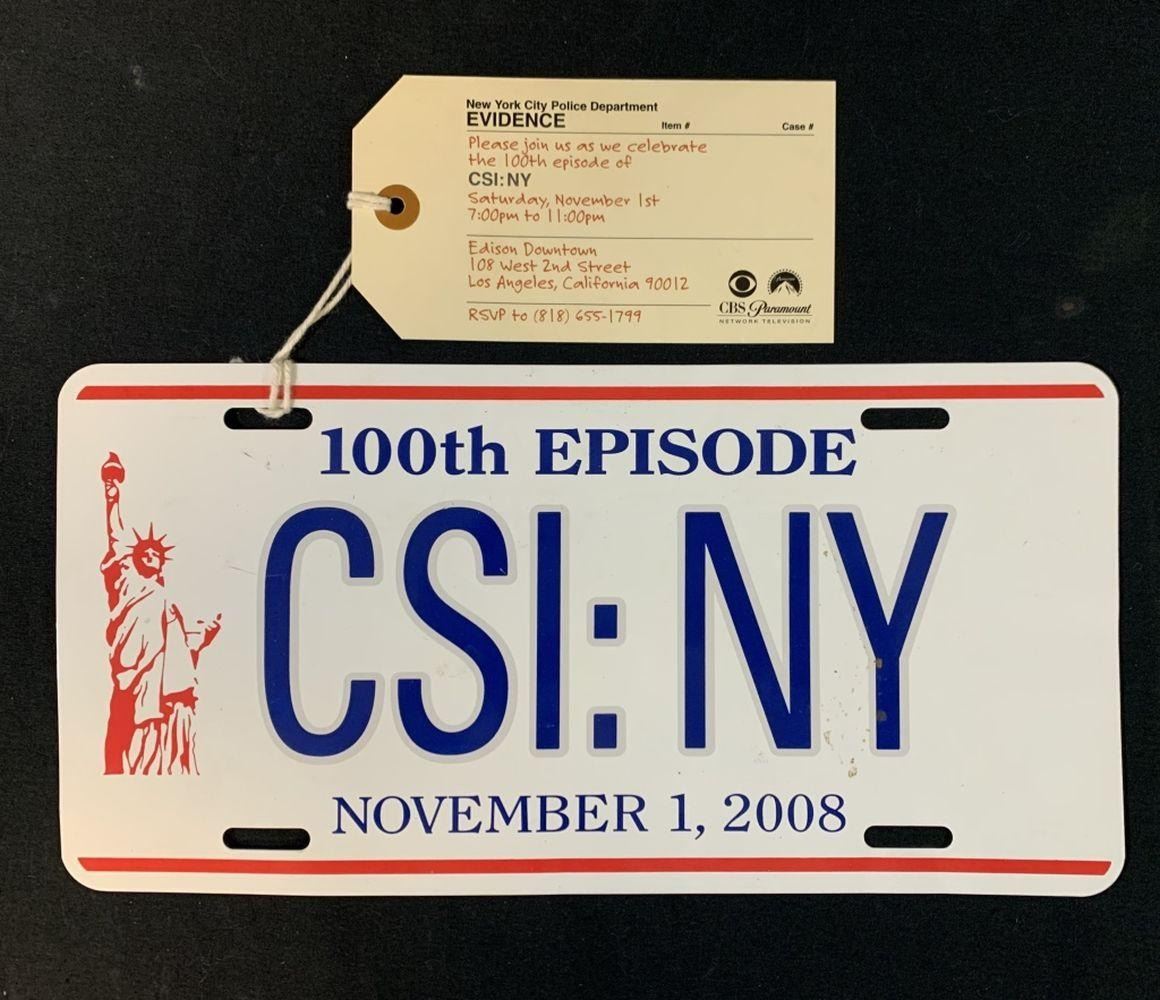 New York City Police Department
EVIDENCE Item # Case #
Please join us as we celebrate
the 100th episode of
CSI:NY
Saturday, November 1st
7:00pm to 11:00pm
Edison Downtown
108 West 2nd Street
Los Angeles, California 90012
RSVP to (818) 655-1799
CBS Paramount
NETWORK TELEVISION
100th EPISODE
CSI: NY
NOVEMBER 1, 2008